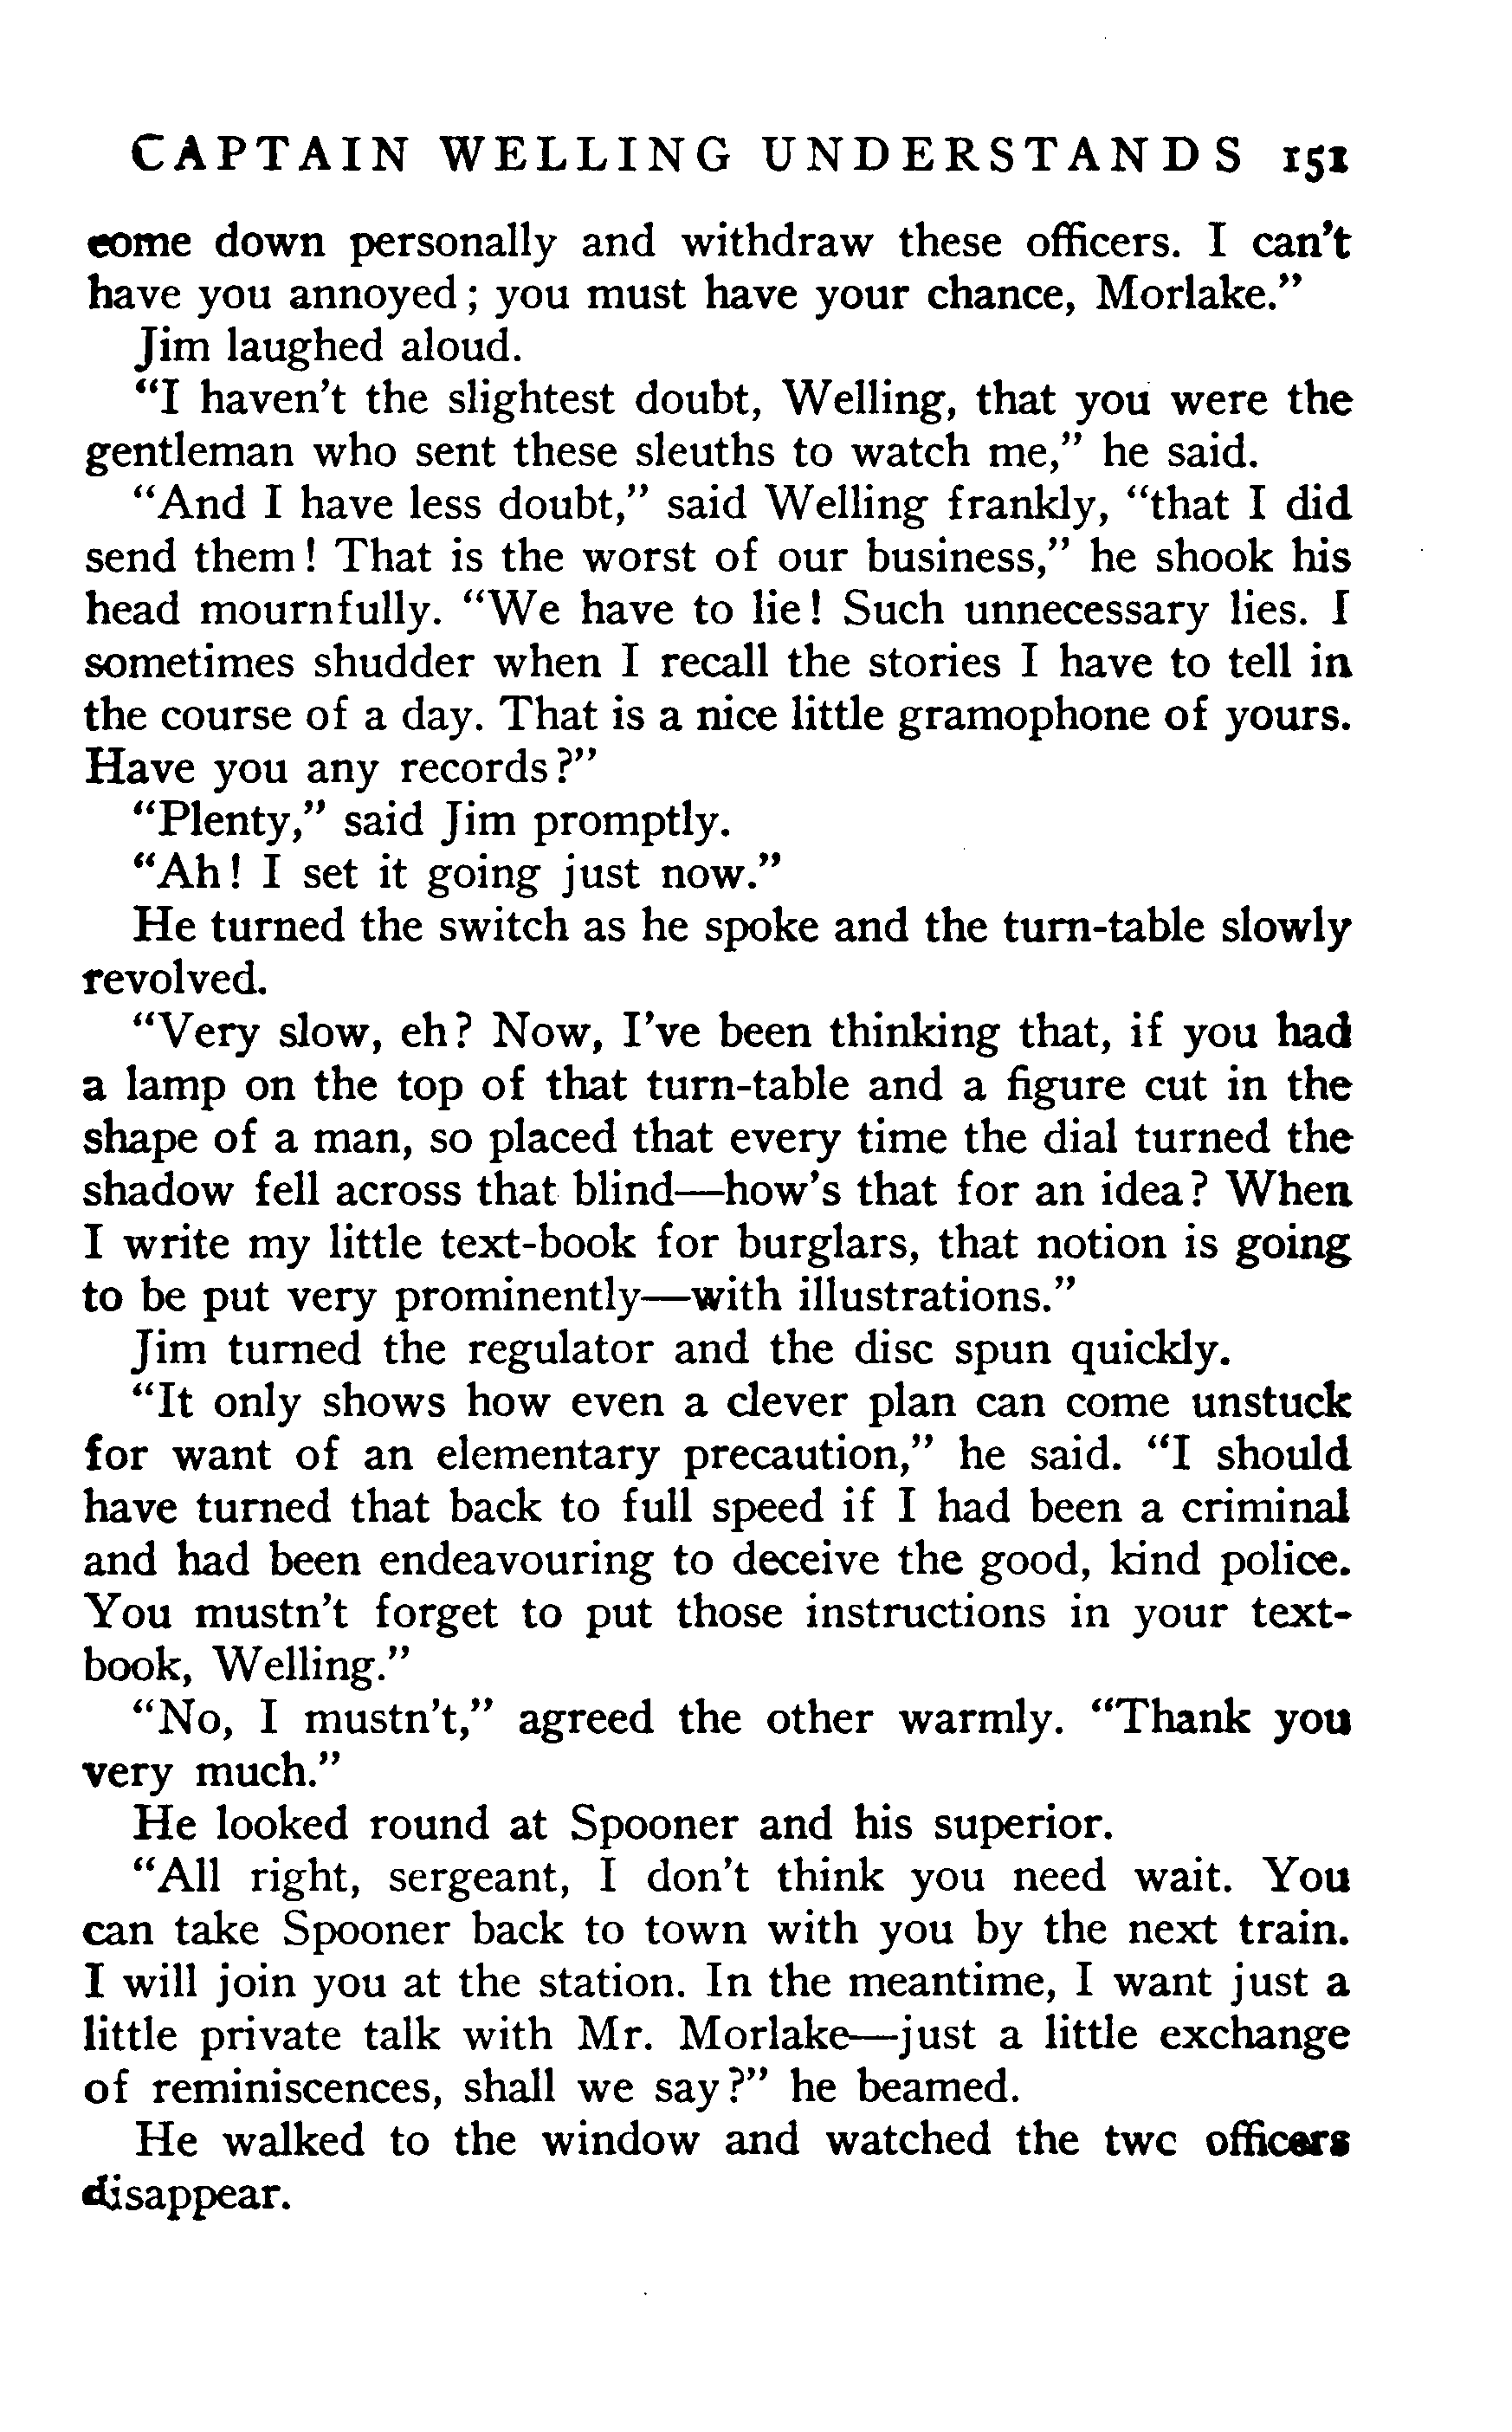 CAPTAIN WELLING UNDERSTANDS 151
come down personally and withdraw these officers. I can't
have you annoyed; you must have your chance, Morlake."
Jim laughed aloud.
"I haven't the slightest doubt, Welling, that you were the
gentleman who sent these sleuths to watch me," he said.
"And I have less doubt," said Welling frankly, "that I did
send them! That is the worst of our business," he shook his
head mournfully. "We have to lie! Such unnecessary lies. I
sometimes shudder when I recall the stories I have to tell in
the course of a day. That is a nice little gramophone of yours.
Have you any records?"
"Plenty," said Jim promptly.
"Ah! I set it going just now."
He turned the switch as he spoke and the turn-table slowly
revolved.
"Very slow, eh? Now, I've been thinking that, if you had
a lamp on the top of that turn-table and a figure cut in the
shape of a man, so placed that every time the dial turned the
shadow fell across that blind—how's that for an idea? When
I write my little text-book for burglars, that notion is going
to be put very prominently—with illustrations."
Jim turned the regulator and the disc spun quickly.
"It only shows how even a clever plan can come unstuck
for want of an elementary precaution," he said. "I should
have turned that back to full speed if I had been a criminal
and had been endeavouring to deceive the good, kind police.
You mustn't forget to put those instructions in your text-
book, Welling."
"No, I mustn't," agreed the other warmly. "Thank you
very much."
He looked round at Spooner and his superior.
"All right, sergeant, I don't think you need wait. You
can take Spooner back to town with you by the next train.
I will join you at the station. In the meantime, I want just a
little private talk with Mr. Morlake—just a little exchange
of reminiscences, shall we say?" he beamed.
He walked to the window and watched the two officers
disappear.